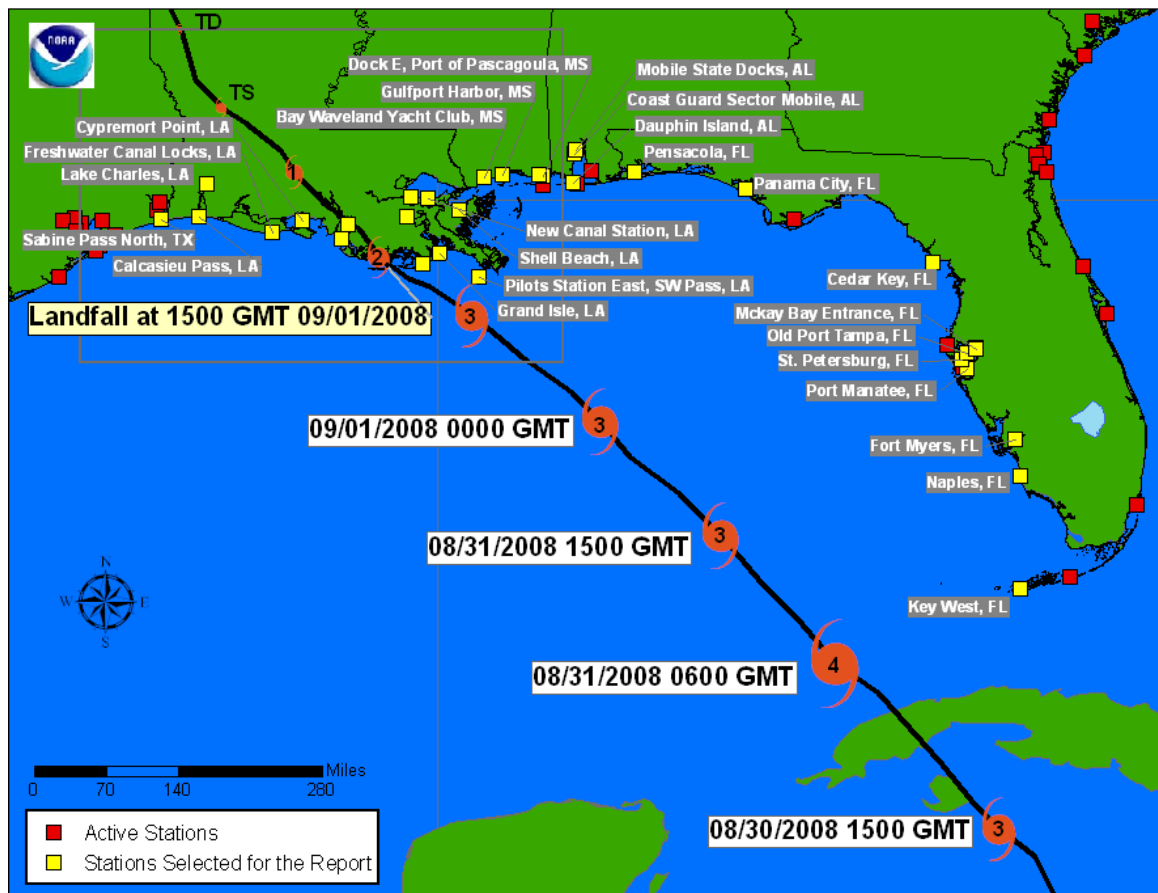 TD
NOAA
TS
Dock E, Port of Pascagoula, MS
Gulfport Harbor, MS
Bay Waveland Yacht Club, MS
Mobile State Docks, AL
Coast Guard Sector Mobile, AL
Dauphin Island, AL
Pensacola, FL
Cypremort Point, LA
Freshwater Canal Locks, LA
Lake Charles, LA
1
Panama City, FL
Sabine Pass North, TX
Calcasieu Pass, LA
New Canal Station, LA
Shell Beach, LA
Pilots Station East, SW Pass, LA
Grand Isle, LA
2
Cedar Key, FL
Landfall at 1500 GMT 09/01/2008
3
Mckay Bay Entrance, FL
Old Port Tampa, FL
St. Petersburg, FL
Port Manatee, FL
09/01/2008 0000 GMT
3
Fort Myers, FL
Naples, FL
08/31/2008 1500 GMT
3
N
W E
S
Key West, FL
08/31/2008 0600 GMT
4
Miles
0 70 140 280
Active Stations
Stations Selected for the Report
08/30/2008 1500 GMT
3